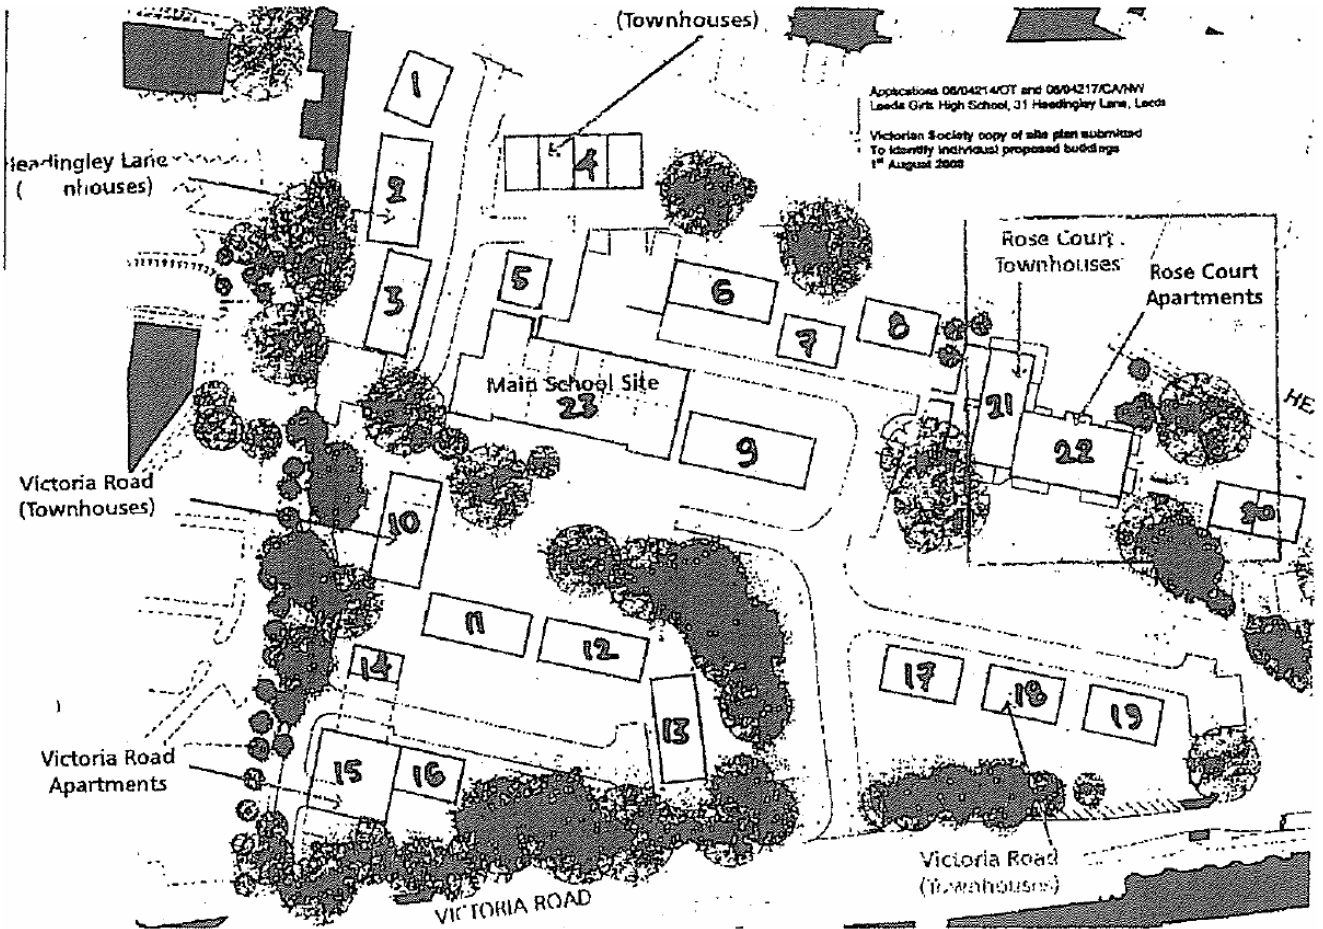 (Townhouses)
Applications 08/04214/OT and 08/04217/CA/NW
Leeds Girls High School, 31 Headingley Lane, Leeds
Victorian Society copy of site plan submitted
To identify individual proposed buildings
1st August 2008
1
2
3
4
5
6
7
8
9
10
11
12
13
14
15
16
17
18
19
20
21
22
Main School Site
23
eadingley Lane
( nhouses)
Rose Court
Townhouses
Rose Court
Apartments
HE
Victoria Road
(Townhouses)
Victoria Road
Apartments
Victoria Road
(Townhouses)
VICTORIA ROAD